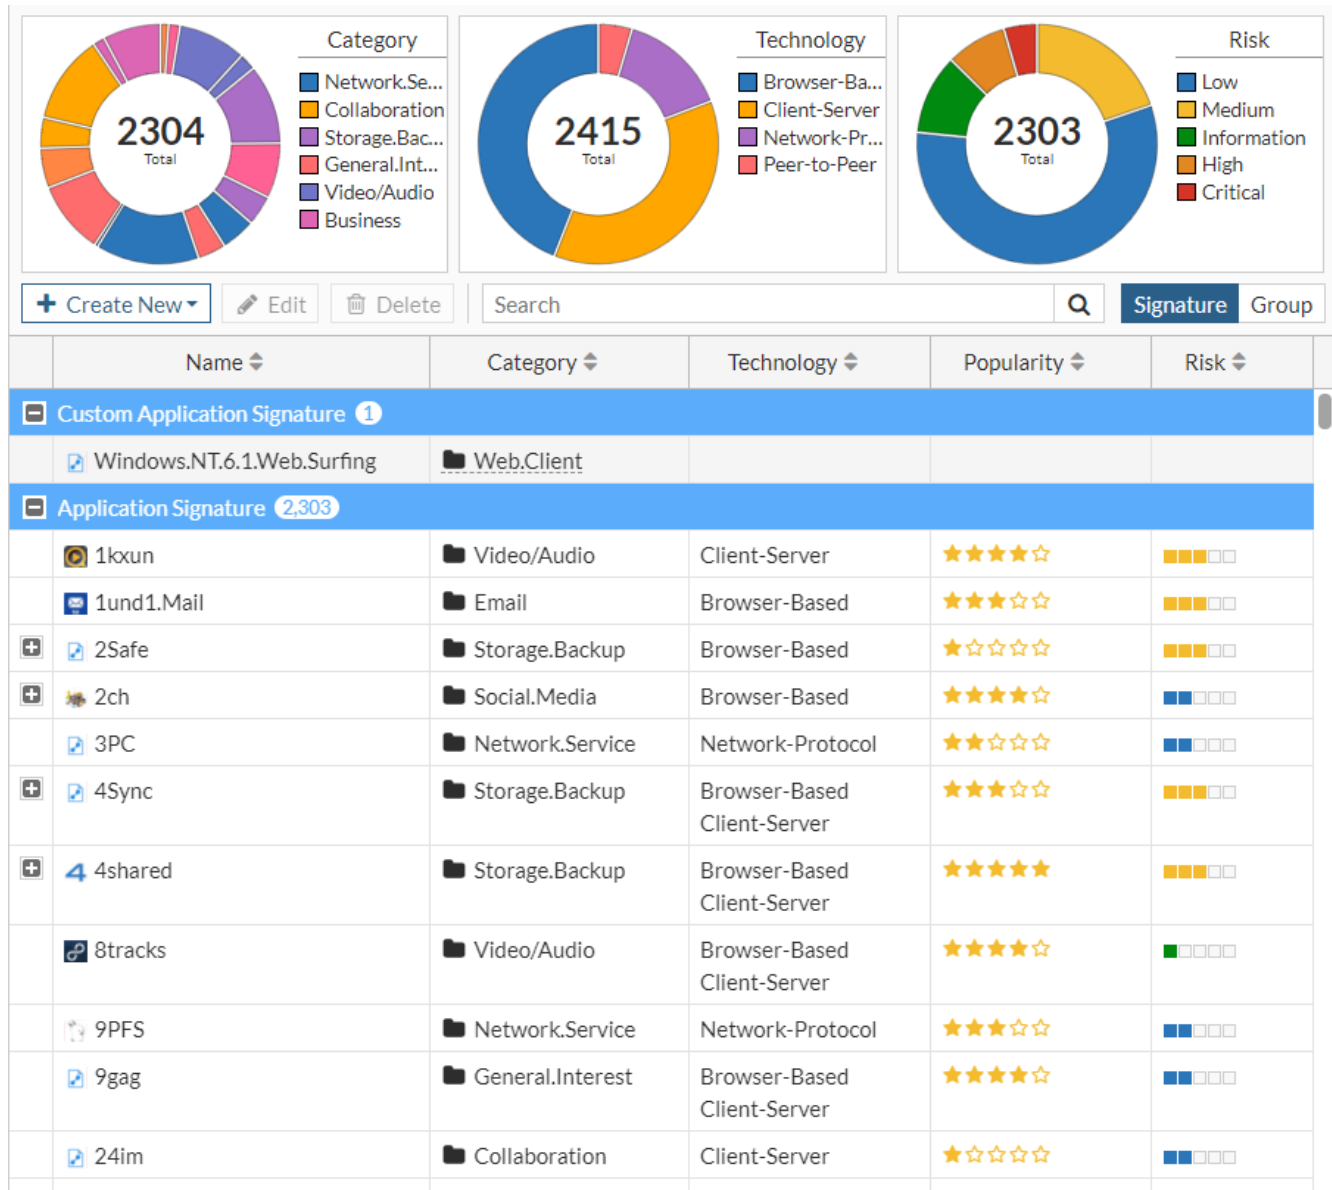 Category
Network.Se...
Collaboration
Storage.Bac...
General.Int...
Video/Audio
Business
2304
Total
Technology
Browser-Ba...
Client-Server
Network-Pr...
Peer-to-Peer
2415
Total
Risk
Low
Medium
Information
High
Critical
2303
Total
Create New Edit Delete Search Signature Group
Name Category Technology Popularity Risk
Custom Application Signature 1
Windows.NT.6.1.Web.Surfing Web.Client
Application Signature 2,303
1kxun Video/Audio Client-Server
1und1.Mail Email Browser-Based
2Safe Storage.Backup Browser-Based
2ch Social.Media Browser-Based
3PC Network.Service Network-Protocol
4Sync Storage.Backup Browser-Based
Client-Server
4shared Storage.Backup Browser-Based
Client-Server
8tracks Video/Audio Browser-Based
Client-Server
9PFS Network.Service Network-Protocol
9gag General.Interest Browser-Based
Client-Server
24im Collaboration Client-Server